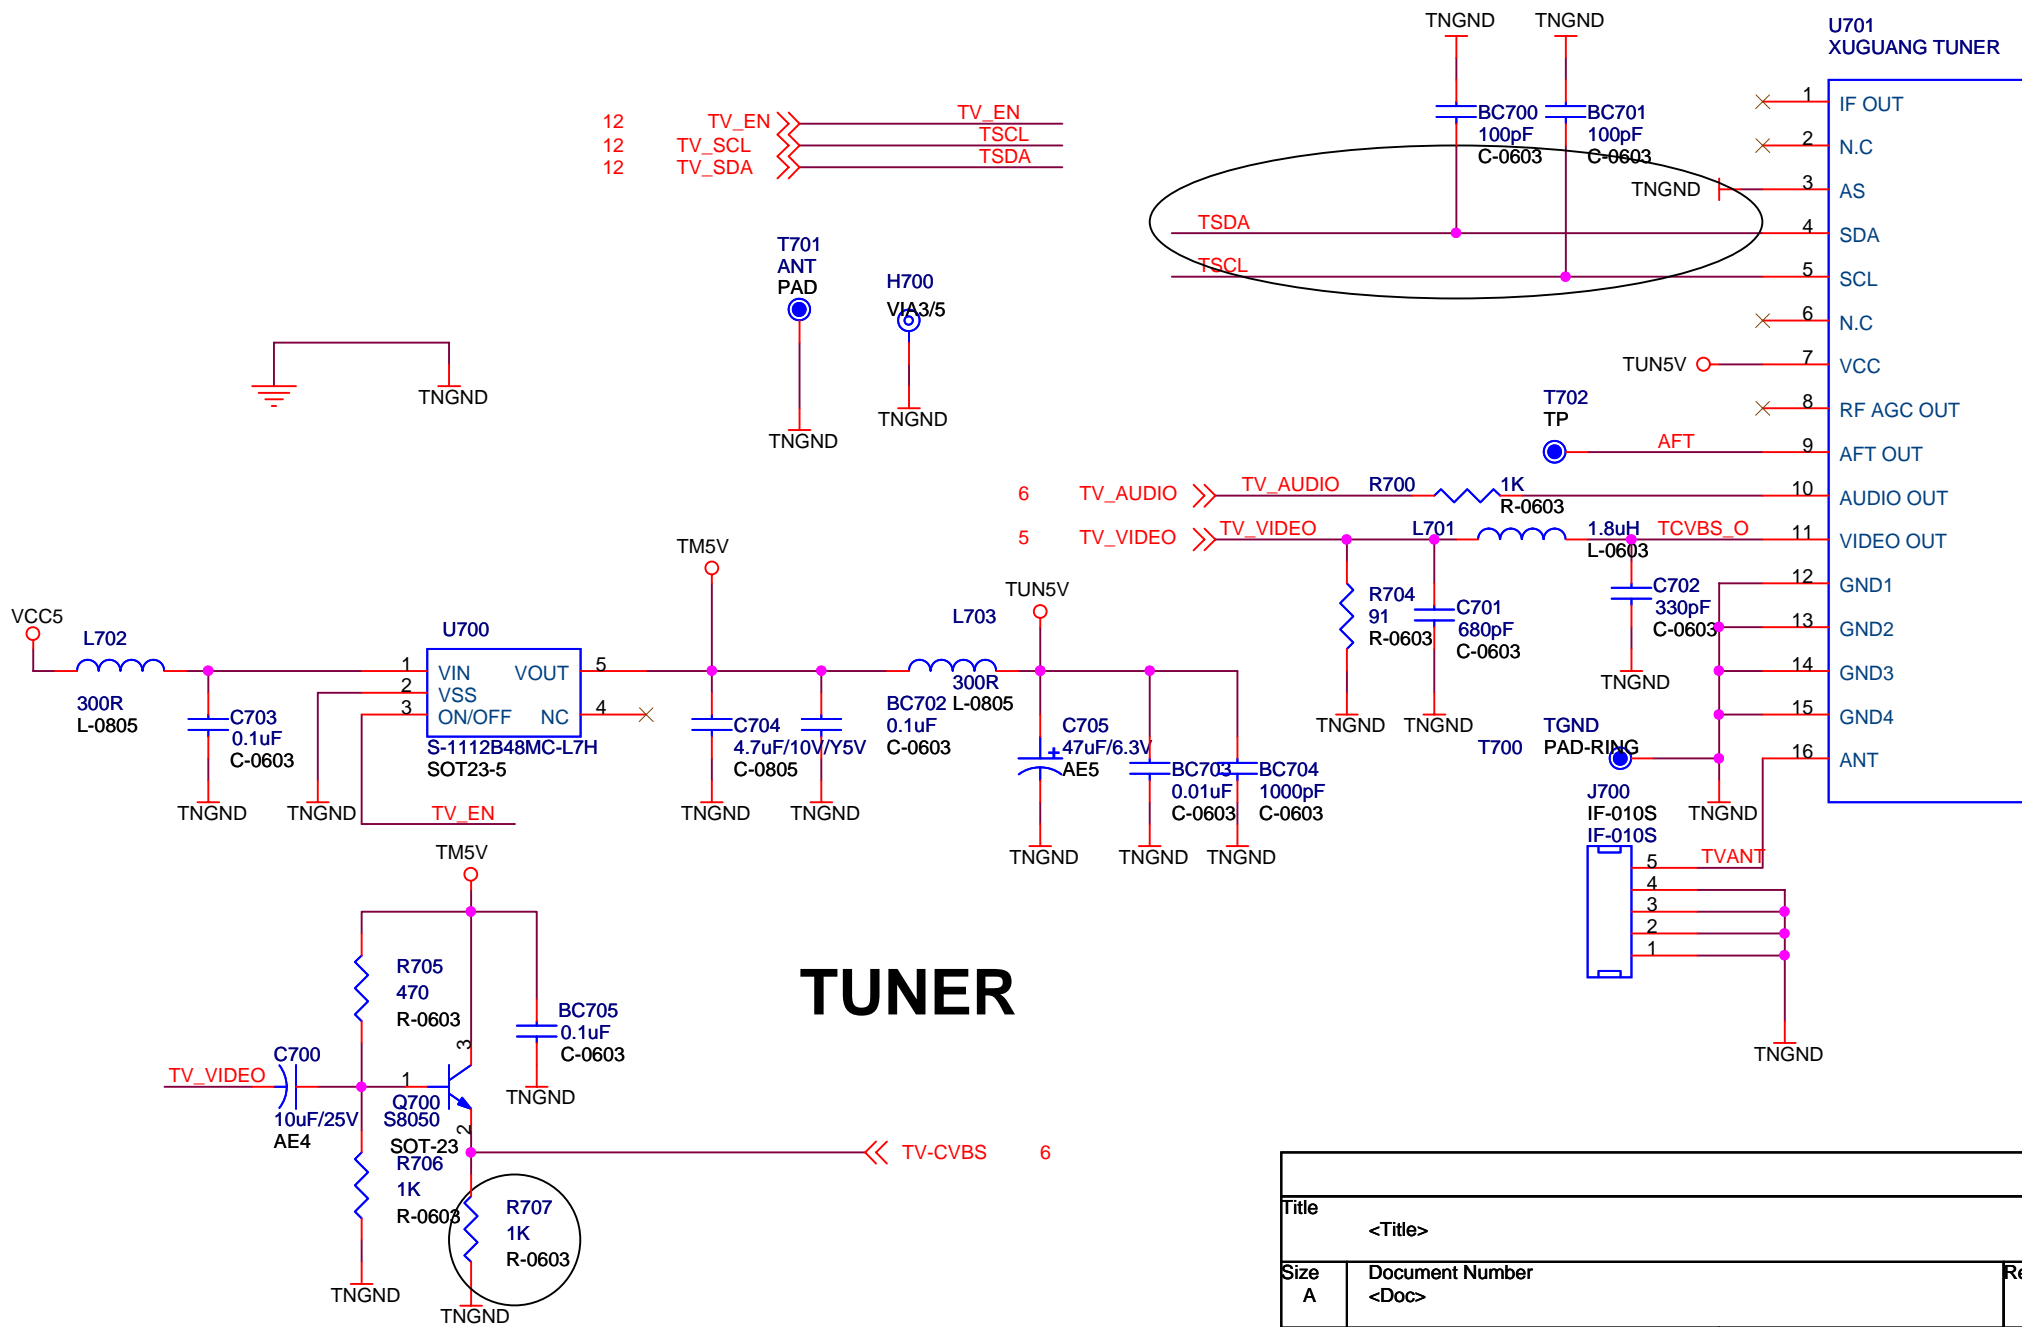 TNGND TNGND
U701
XUGUANG TUNER
12 TV_EN TV_EN
12 TV_SCL TSCL
12 TV_SDA TSDA
BC700
100pF
C-0603
BC701
100pF
C-0603
TNGND
TSDA
TSCL
1 IF OUT
2 N.C
3 AS
4 SDA
5 SCL
6 N.C
7 VCC
8 RF AGC OUT
9 AFT OUT
10 AUDIO OUT
11 VIDEO OUT
12 GND1
13 GND2
14 GND3
15 GND4
16 ANT
T701
ANT
PAD
TNGND
H700
VIA3/5
TNGND
TNGND
TUN5V
T702
TP
AFT
6 TV_AUDIO TV_AUDIO R700 1K
R-0603
5 TV_VIDEO TV_VIDEO L701 1.8uH TCVBS_O
L-0603
R704
91
R-0603
TNGND
C701
680pF
C-0603
TNGND
C702
330pF
C-0603
TNGND
TGND
T700 PAD-RING
TNGND
J700
IF-010S
IF-010S
5 TVANT
4
3
2
1
TNGND
VCC5
L702
300R
L-0805
C703
0.1uF
C-0603
TNGND
TNGND
U700
1 VIN VOUT 5
2 VSS
3 ON/OFF NC 4
S-1112B48MC-L7H
SOT23-5
TV_EN
TM5V
C704
4.7uF/10V/Y5V
C-0805
TNGND
TNGND
BC702
0.1uF
C-0603
L703
300R
L-0805
TUN5V
C705
+
47uF/6.3V
AE5
TNGND
BC703
0.01uF
C-0603
TNGND
BC704
1000pF
C-0603
TNGND
TM5V
R705
470
R-0603
BC705
0.1uF
C-0603
TNGND
TV_VIDEO
C700
10uF/25V
AE4
1
3
2
Q700
S8050
SOT-23
R706
1K
R-0603
TNGND
R707
1K
R-0603
TNGND
TV-CVBS 6
TUNER
Title
<Title>
Size
A
Document Number
<Doc>
Re